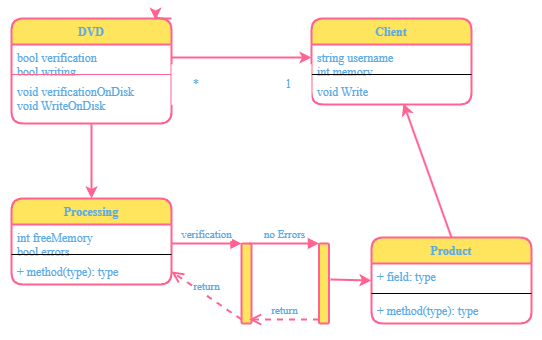 DVD
bool verification
bool writing
void verificationOnDisk
void WriteOnDisk
Client
string username
int memory
void Write
*
1
Processing
int freeMemory
bool errors
+ method(type): type
verification
no Errors
return
return
Product
+ field: type
+ method(type): type